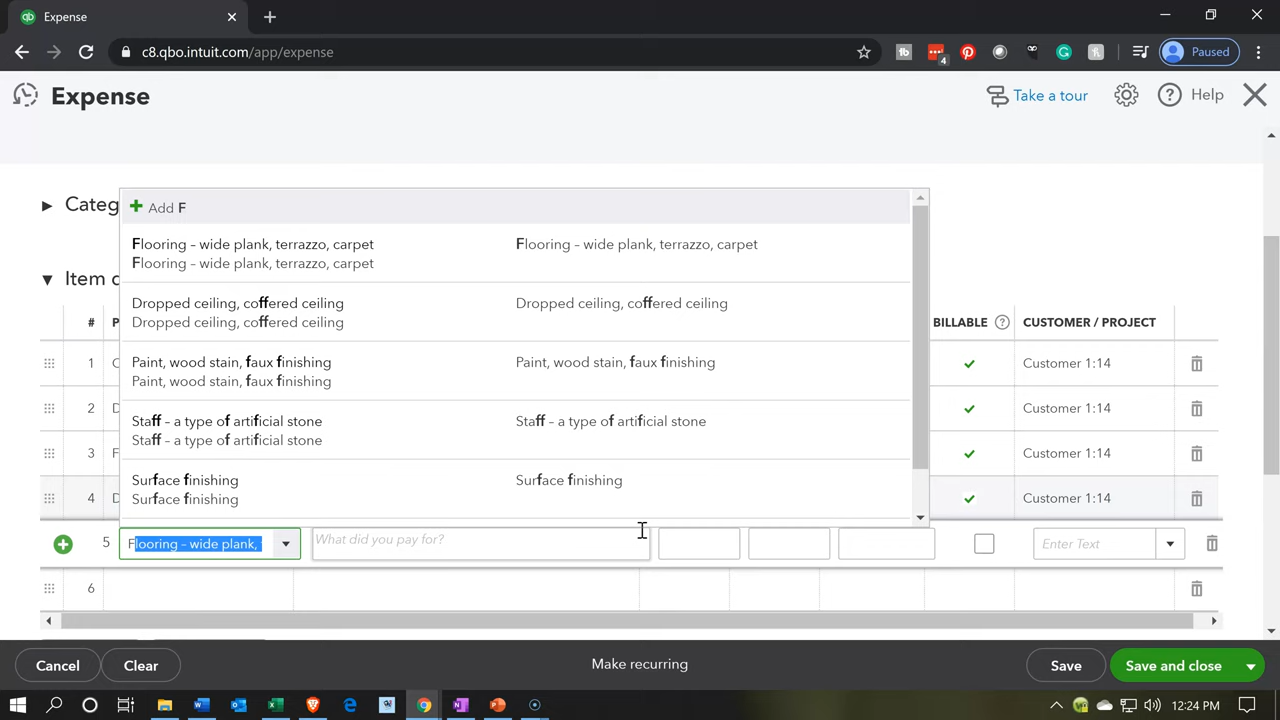 qb Expense
c8.qbo.intuit.com/app/expense
Paused
4
Expense
Take a tour
Help
Categ
Add F
Flooring – wide plank, terrazzo, carpet
Flooring – wide plank, terrazzo, carpet
Flooring – wide plank, terrazzo, carpet
Dropped ceiling, coffered ceiling
Dropped ceiling, coffered ceiling
Dropped ceiling, coffered ceiling
Paint, wood stain, faux finishing
Paint, wood stain, faux finishing
Paint, wood stain, faux finishing
Staff – a type of artificial stone
Staff – a type of artificial stone
Staff – a type of artificial stone
Surface finishing
Surface finishing
Surface finishing
Item d
# P BILLABLE ? CUSTOMER / PROJECT
1 C Customer 1:14
2 D Customer 1:14
3 F Customer 1:14
4 D Customer 1:14
5 Flooring – wide plank, What did you pay for? Enter Text
6
Cancel Clear Make recurring Save Save and close
12:24 PM